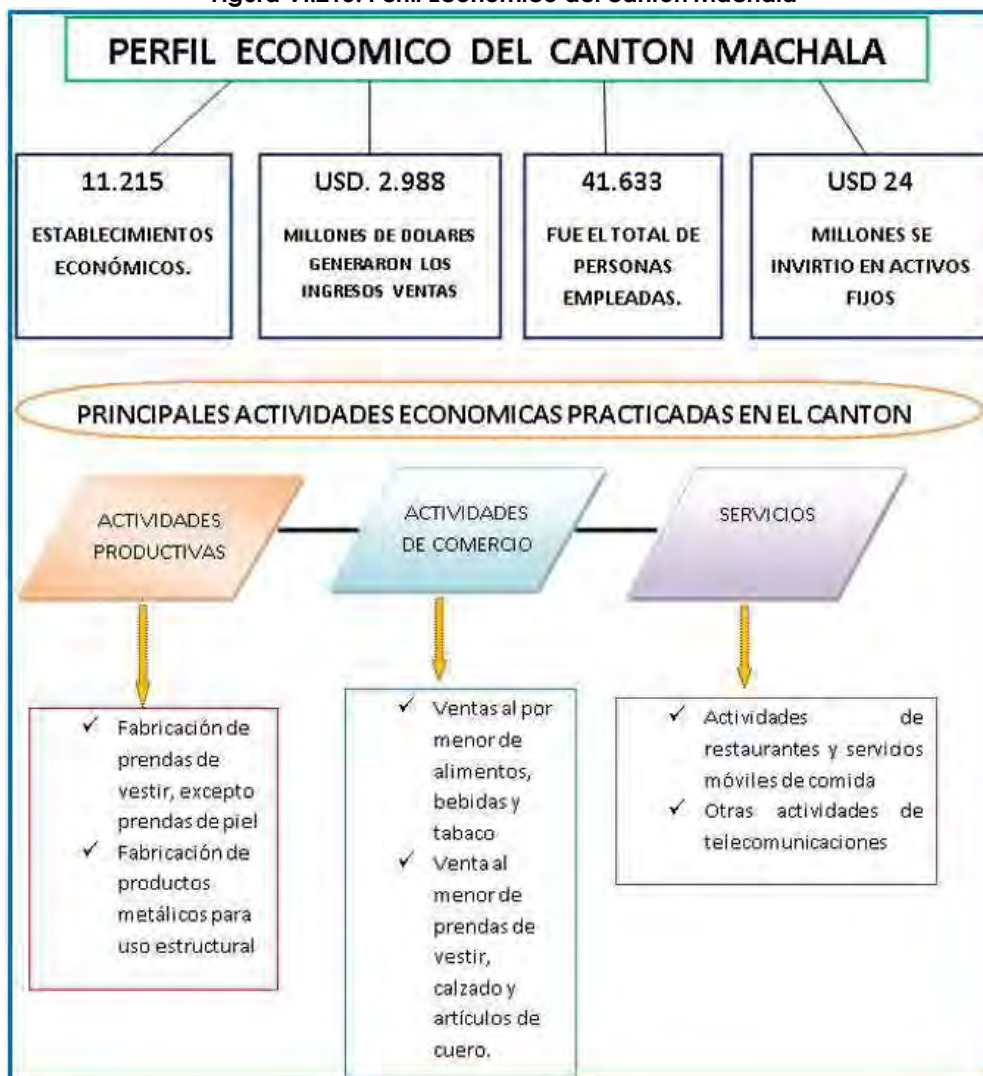 PERFIL ECONOMICO DEL CANTON MACHALA
11.215
ESTABLECIMIENTOS
ECONÓMICOS.
USD. 2.988
MILLONES DE DOLARES
GENERARON LOS
INGRESOS VENTAS
41.633
FUE EL TOTAL DE
PERSONAS
EMPLEADAS.
USD 24
MILLONES SE
INVIRTIO EN ACTIVOS
FIJOS
PRINCIPALES ACTIVIDADES ECONOMICAS PRACTICADAS EN EL CANTON
ACTIVIDADES
PRODUCTIVAS
ACTIVIDADES
DE COMERCIO
SERVICIOS
✓ Fabricación de
prendas de
vestir, excepto
prendas de piel
✓ Fabricación de
productos
metálicos para
uso estructural
✓ Ventas al por
menor de
alimentos,
bebidas y
tabaco
✓ Venta al
menor de
prendas de
vestir,
calzado y
artículos de
cuero.
✓ Actividades de
restaurantes y servicios
móviles de comida
✓ Otras actividades de
telecomunicaciones